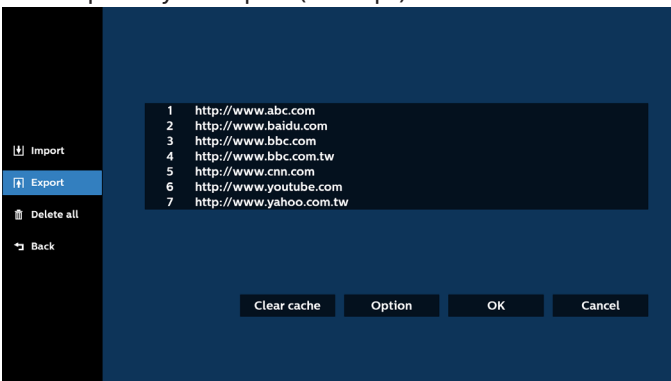 1 http://www.abc.com
2 http://www.baidu.com
3 http://www.bbc.com
4 http://www.bbc.com.tw
5 http://www.cnn.com
6 http://www.youtube.com
7 http://www.yahoo.com.tw
Import
Export
Delete all
Back
Clear cache Option OK Cancel